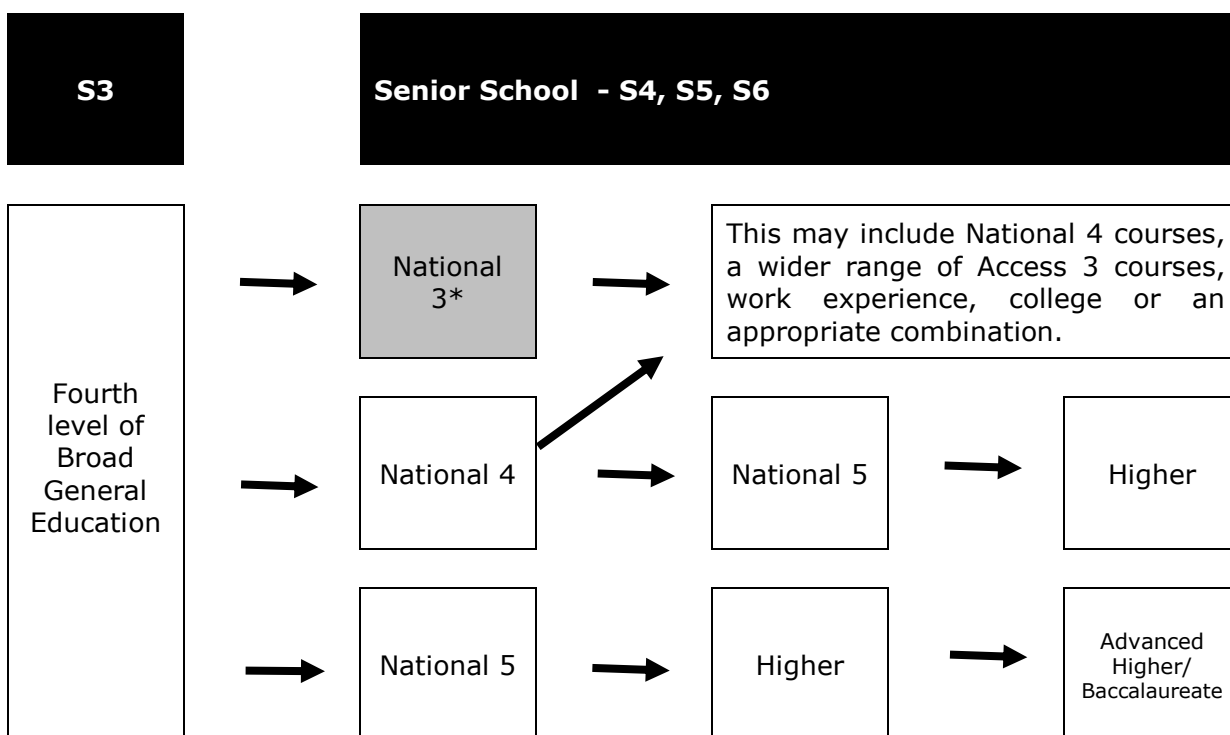 S3
Senior School - S4, S5, S6
National
3*
This may include National 4 courses,
a wider range of Access 3 courses,
work experience, college or an
appropriate combination.
Fourth
level of
Broad
General
Education
National 4
National 5
Higher
National 5
Higher
Advanced
Higher/
Baccalaureate